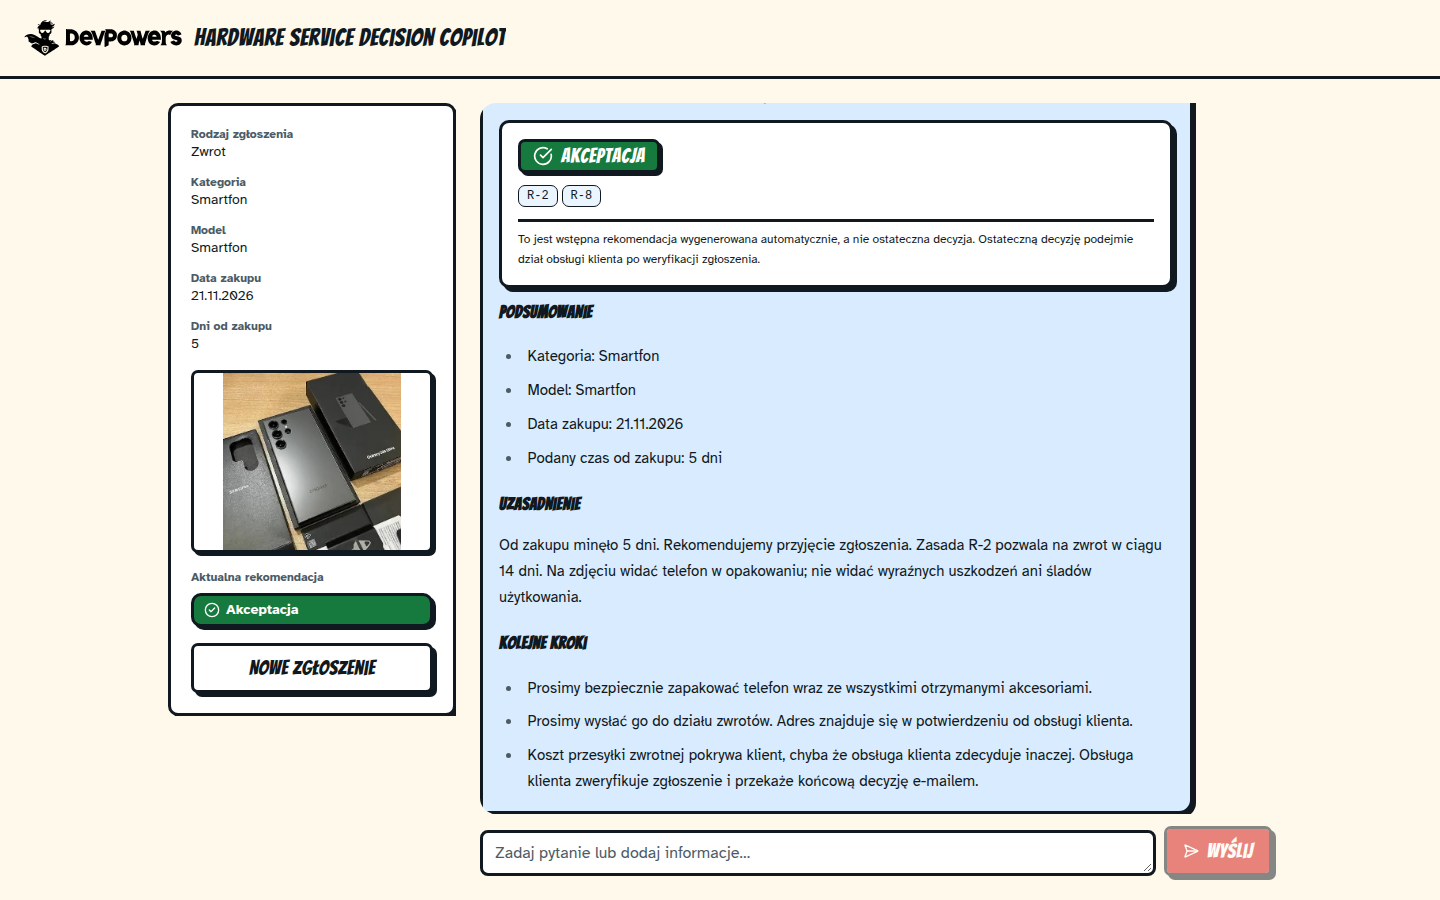 DevPowers HARDWARE SERVICE DECISION COPILOT
Rodzaj zgłoszenia
Zwrot
Kategoria
Smartfon
Model
Smartfon
Data zakupu
21.11.2026
Dni od zakupu
5
Aktualna rekomendacja
Akceptacja
NOWE ZGŁOSZENIE
AKCEPTACJA
R-2 R-8
To jest wstępna rekomendacja wygenerowana automatycznie, a nie ostateczna decyzja. Ostateczną decyzję podejmie
dział obsługi klienta po weryfikacji zgłoszenia.
PODSUMOWANIE
Kategoria: Smartfon
Model: Smartfon
Data zakupu: 21.11.2026
Podany czas od zakupu: 5 dni
UZASADNIENIE
Od zakupu minęło 5 dni. Rekomendujemy przyjęcie zgłoszenia. Zasada R-2 pozwala na zwrot w ciągu
14 dni. Na zdjęciu widać telefon w opakowaniu; nie widać wyraźnych uszkodzeń ani śladów
użytkowania.
KOLEJNE KROKI
Prosimy bezpiecznie zapakować telefon wraz ze wszystkimi otrzymanymi akcesoriami.
Prosimy wysłać go do działu zwrotów. Adres znajduje się w potwierdzeniu od obsługi klienta.
Koszt przesyłki zwrotnej pokrywa klient, chyba że obsługa klienta zdecyduje inaczej. Obsługa
klienta zweryfikuje zgłoszenie i przekaże końcową decyzję e-mailem.
Zadaj pytanie lub dodaj informacje...
WYŚLIJ